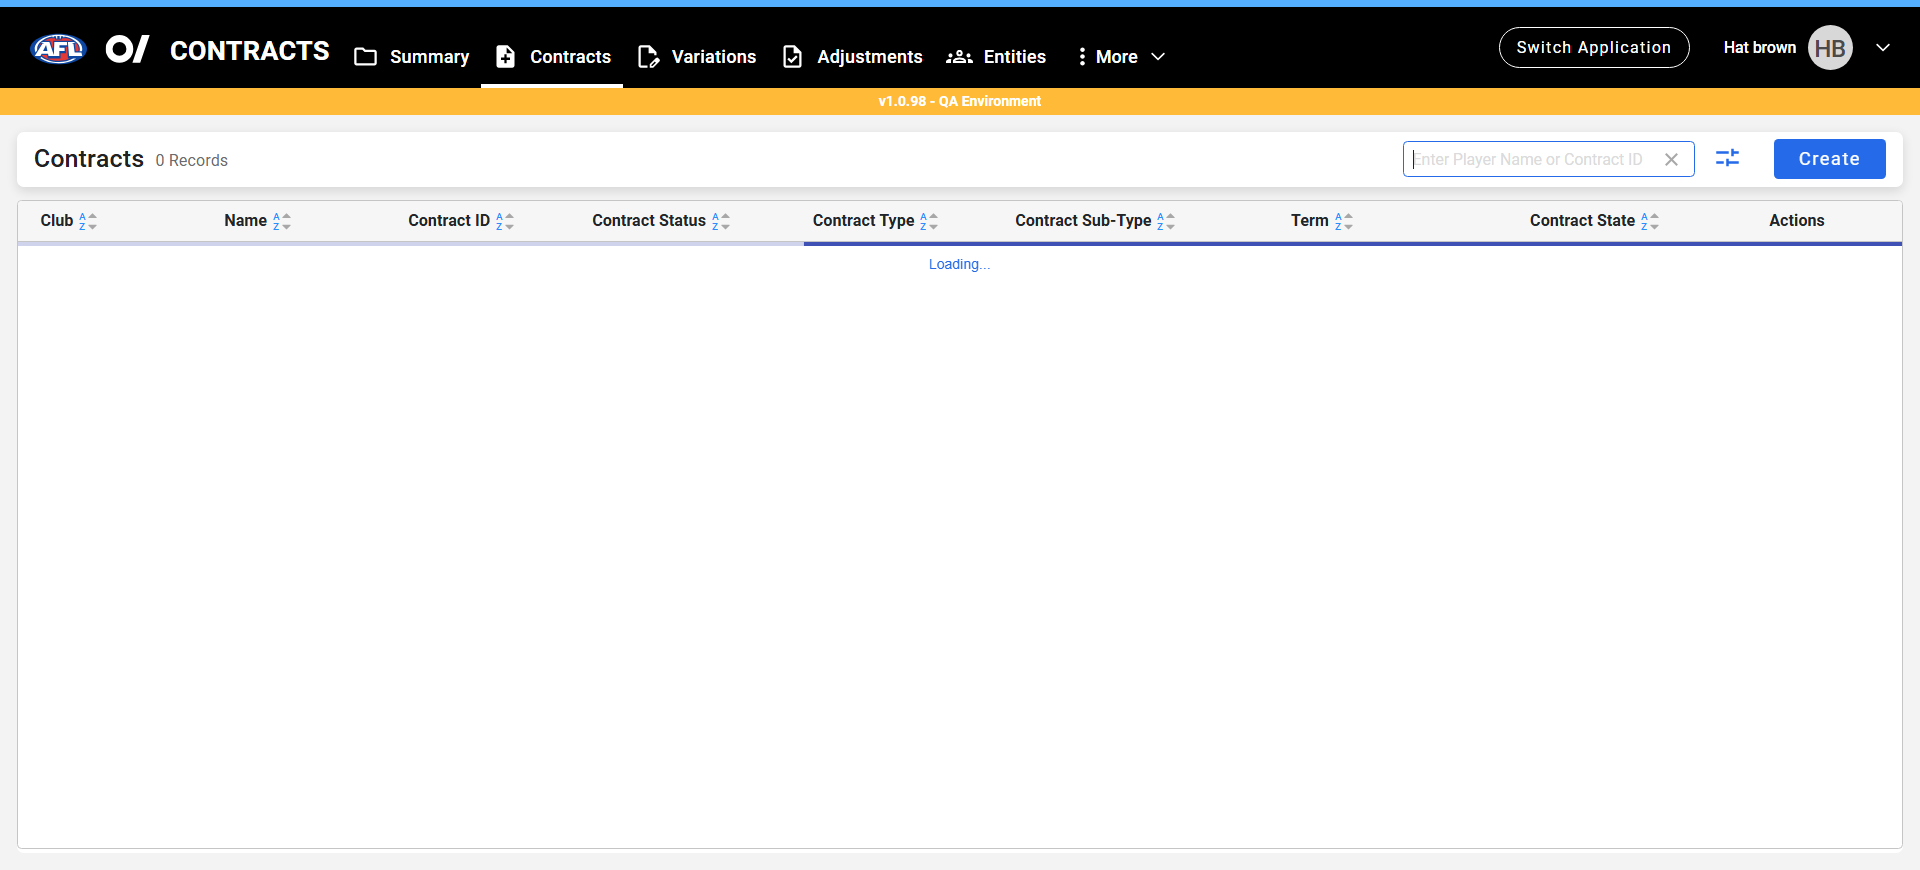 AFL CONTRACTS Summary Contracts Variations Adjustments Entities More Switch Application Hat brown HB
v1.0.98 - QA Environment
Contracts 0 Records Enter Player Name or Contract ID Create
Club Name Contract ID Contract Status Contract Type Contract Sub-Type Term Contract State Actions
Loading...